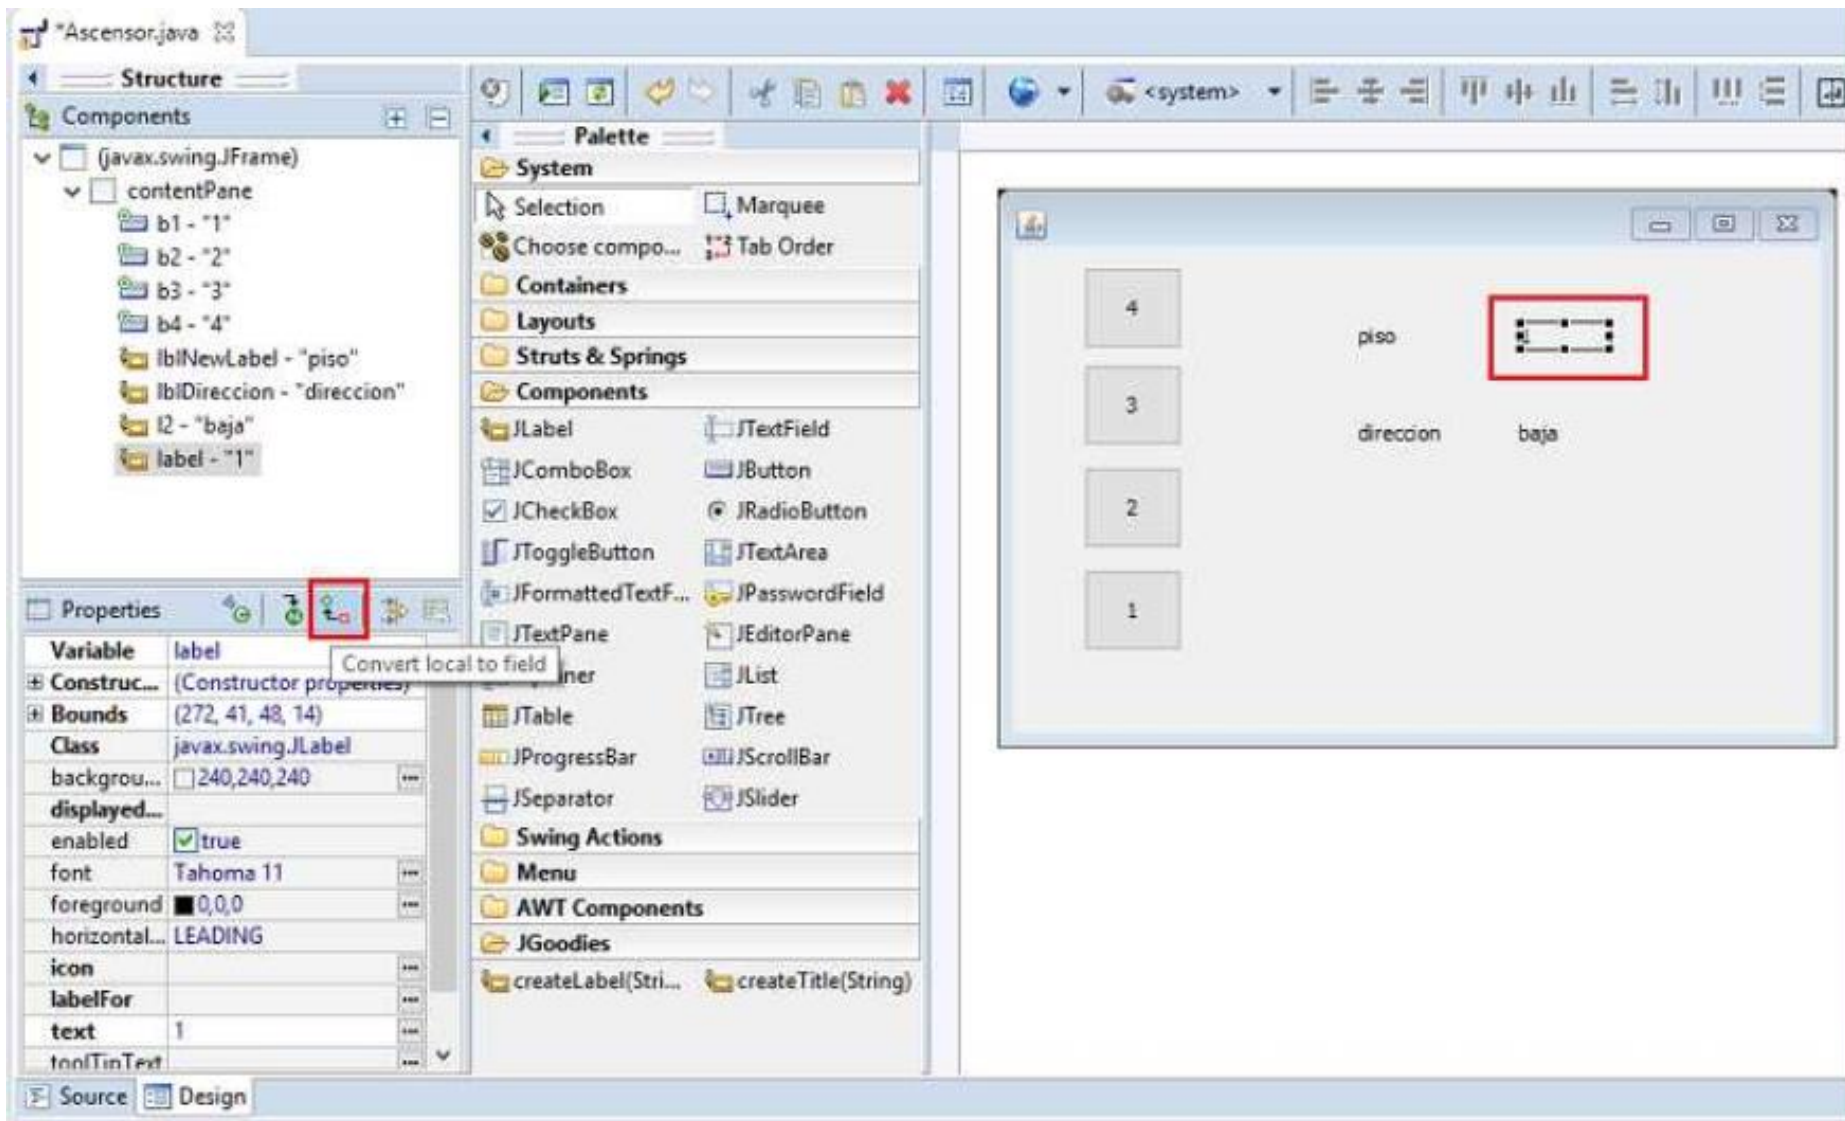 *Ascensor.java
Structure
Components
(javax.swing.JFrame)
contentPane
b1 - "1"
b2 - "2"
b3 - "3"
b4 - "4"
lblNewLabel - "piso"
lblDireccion - "direccion"
l2 - "baja"
label - "1"
Properties
Variable label
Construc... (Constructor properties)
Bounds (272, 41, 48, 14)
Class javax.swing.JLabel
backgrou... 240,240,240
displayed...
enabled true
font Tahoma 11
foreground 0,0,0
horizontal... LEADING
icon
labelFor
text 1
toolTipText
Convert local to field
Source Design
Palette
System
Selection Marquee
Choose compo... Tab Order
Containers
Layouts
Struts & Springs
Components
JLabel JTextField
JComboBox JButton
JCheckBox JRadioButton
JToggleButton JTextArea
JFormattedTextF... JPasswordField
JTextPane JEditorPane
JList
JTable JTree
JProgressBar JScrollBar
JSeparator JSlider
Swing Actions
Menu
AWT Components
JGoodies
createLabel(Stri... createTitle(String)
<system>
4
piso 1
3
direccion baja
2
1